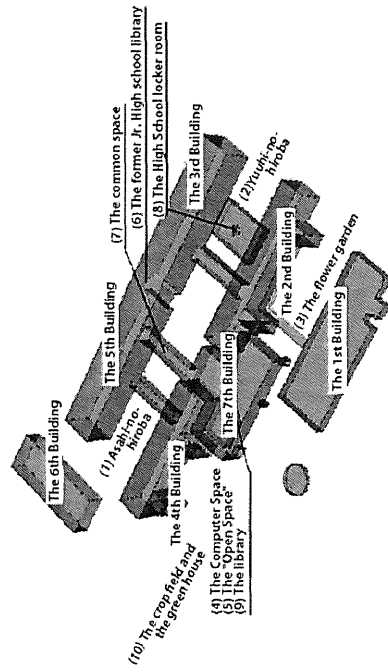 (7) The common space
(6) The former Jr. High school library
(8) The High School locker room
The 6th Building
The 5th Building
The 3rd Building
(1) Asahi-no-
hiroba
(2) Yuuhi-no-
hiroba
The 4th Building
The 7th Building
The 2nd Building
(3) The flower garden
The 1st Building
(10) The crop field and
the green house
(4) The Computer Space
(5) The "Open Space"
(9) The library